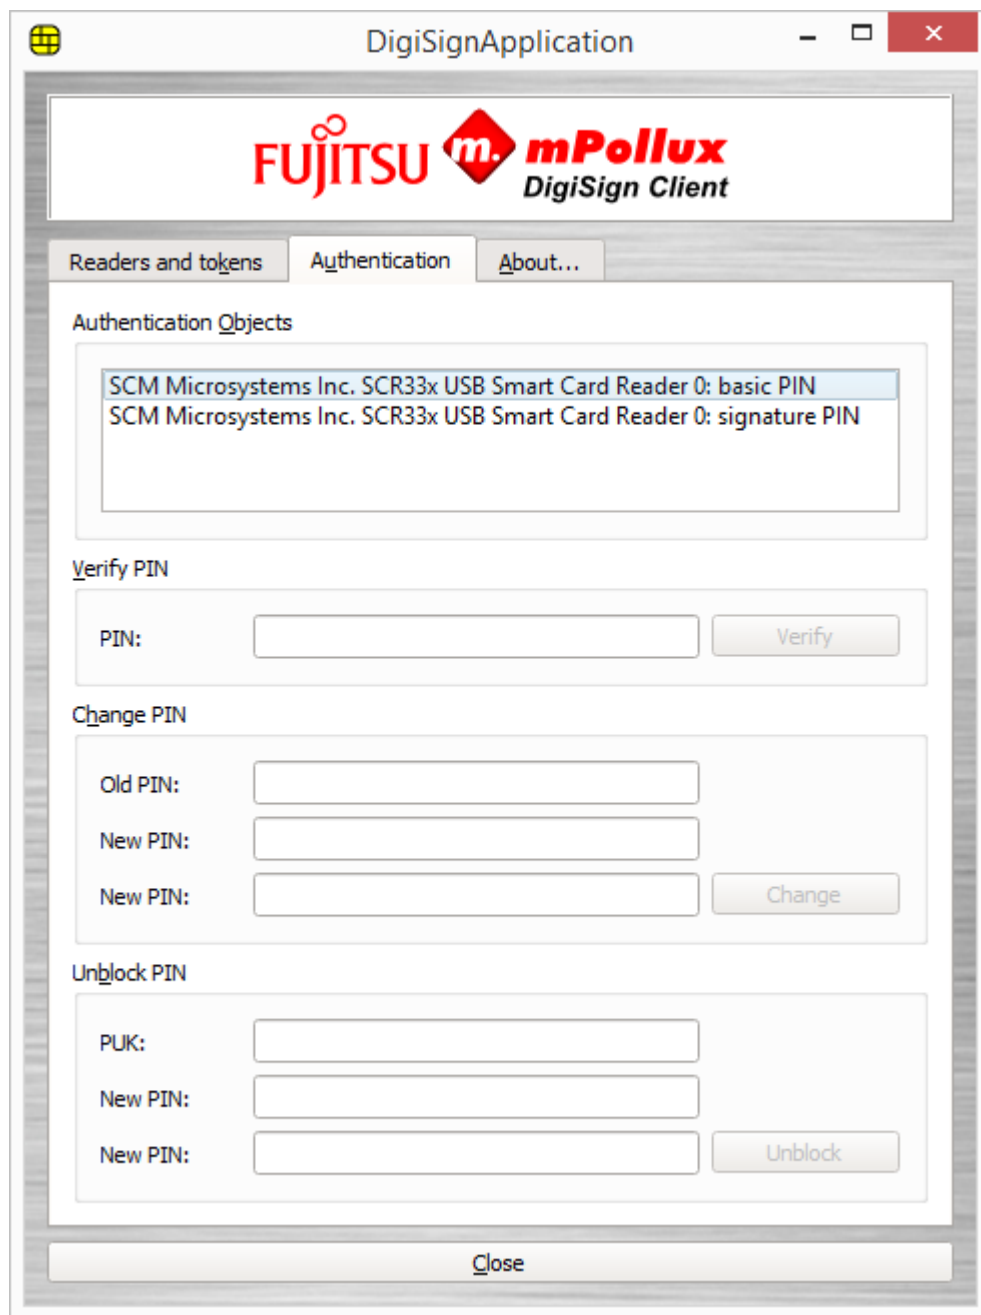 DigiSignApplication
FUJITSU m. mPollux
DigiSign Client
Readers and tokens Authentication About...
Authentication Objects
SCM Microsystems Inc. SCR33x USB Smart Card Reader 0: basic PIN
SCM Microsystems Inc. SCR33x USB Smart Card Reader 0: signature PIN
Verify PIN
PIN: Verify
Change PIN
Old PIN:
New PIN:
New PIN: Change
Unblock PIN
PUK:
New PIN:
New PIN: Unblock
Close